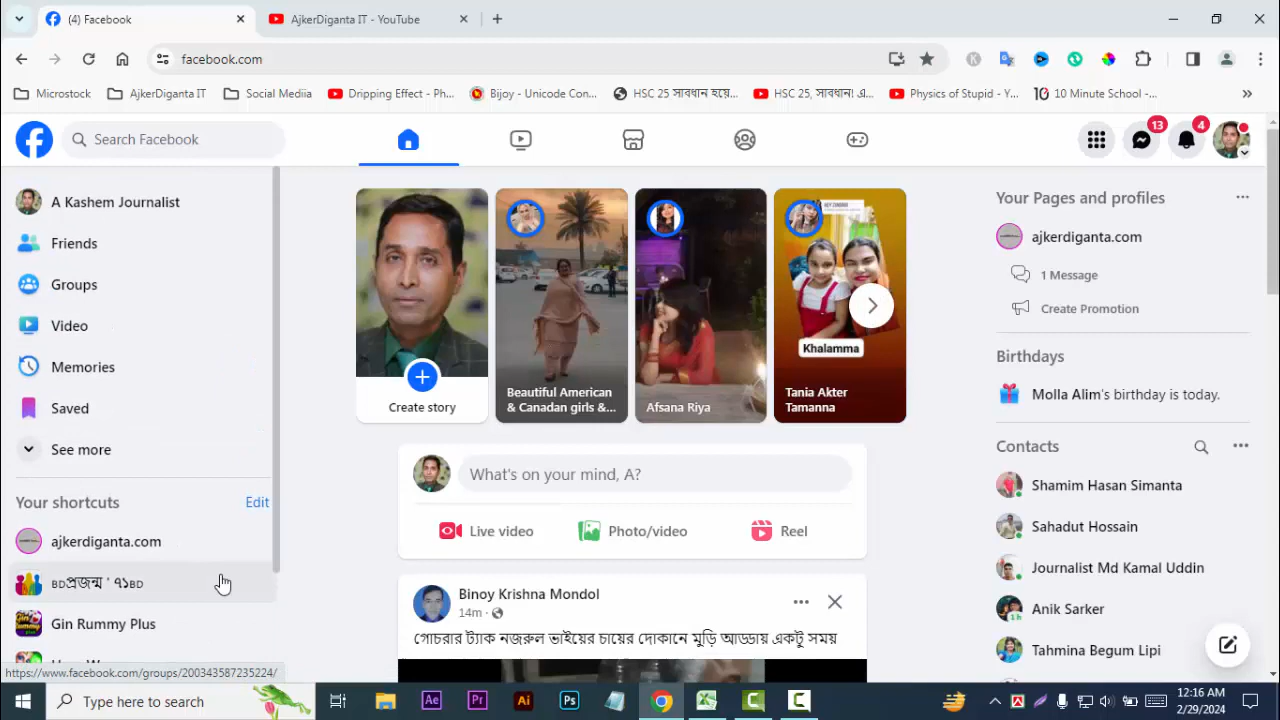 (4) Facebook
AjkerDiganta IT - YouTube
facebook.com
Microstock
AjkerDiganta IT
Social Mediia
Dripping Effect - Ph...
Bijoy - Unicode Con...
HSC 25 সাবধান হয়ে...
HSC 25, সাবধান! এ...
Physics of Stupid - Y...
10 Minute School -...
Search Facebook
13
4
A Kashem Journalist
Friends
Groups
Video
Memories
Saved
See more
Your shortcuts
Edit
ajkerdiganta.com
BDপ্রজন্ম ' ৭১BD
Gin Rummy Plus
https://www.facebook.com/groups/200343587235224/
Create story
Beautiful American
& Canadian girls &...
Afsana Riya
Khalamma
Tania Akter
Tamanna
What's on your mind, A?
Live video
Photo/video
Reel
Binoy Krishna Mondol
14m
গোচরার ট্যাক নজরুল ভাইয়ের চায়ের দোকানে মুড়ি আড্ডায় একটু সময়
Your Pages and profiles
ajkerdiganta.com
1 Message
Create Promotion
Birthdays
Molla Alim's birthday is today.
Contacts
Shamim Hasan Simanta
Sahadut Hossain
Journalist Md Kamal Uddin
Anik Sarker
1h
Tahmina Begum Lipi
Type here to search
Ae
Pr
Ai
Ps
12:16 AM
2/29/2024